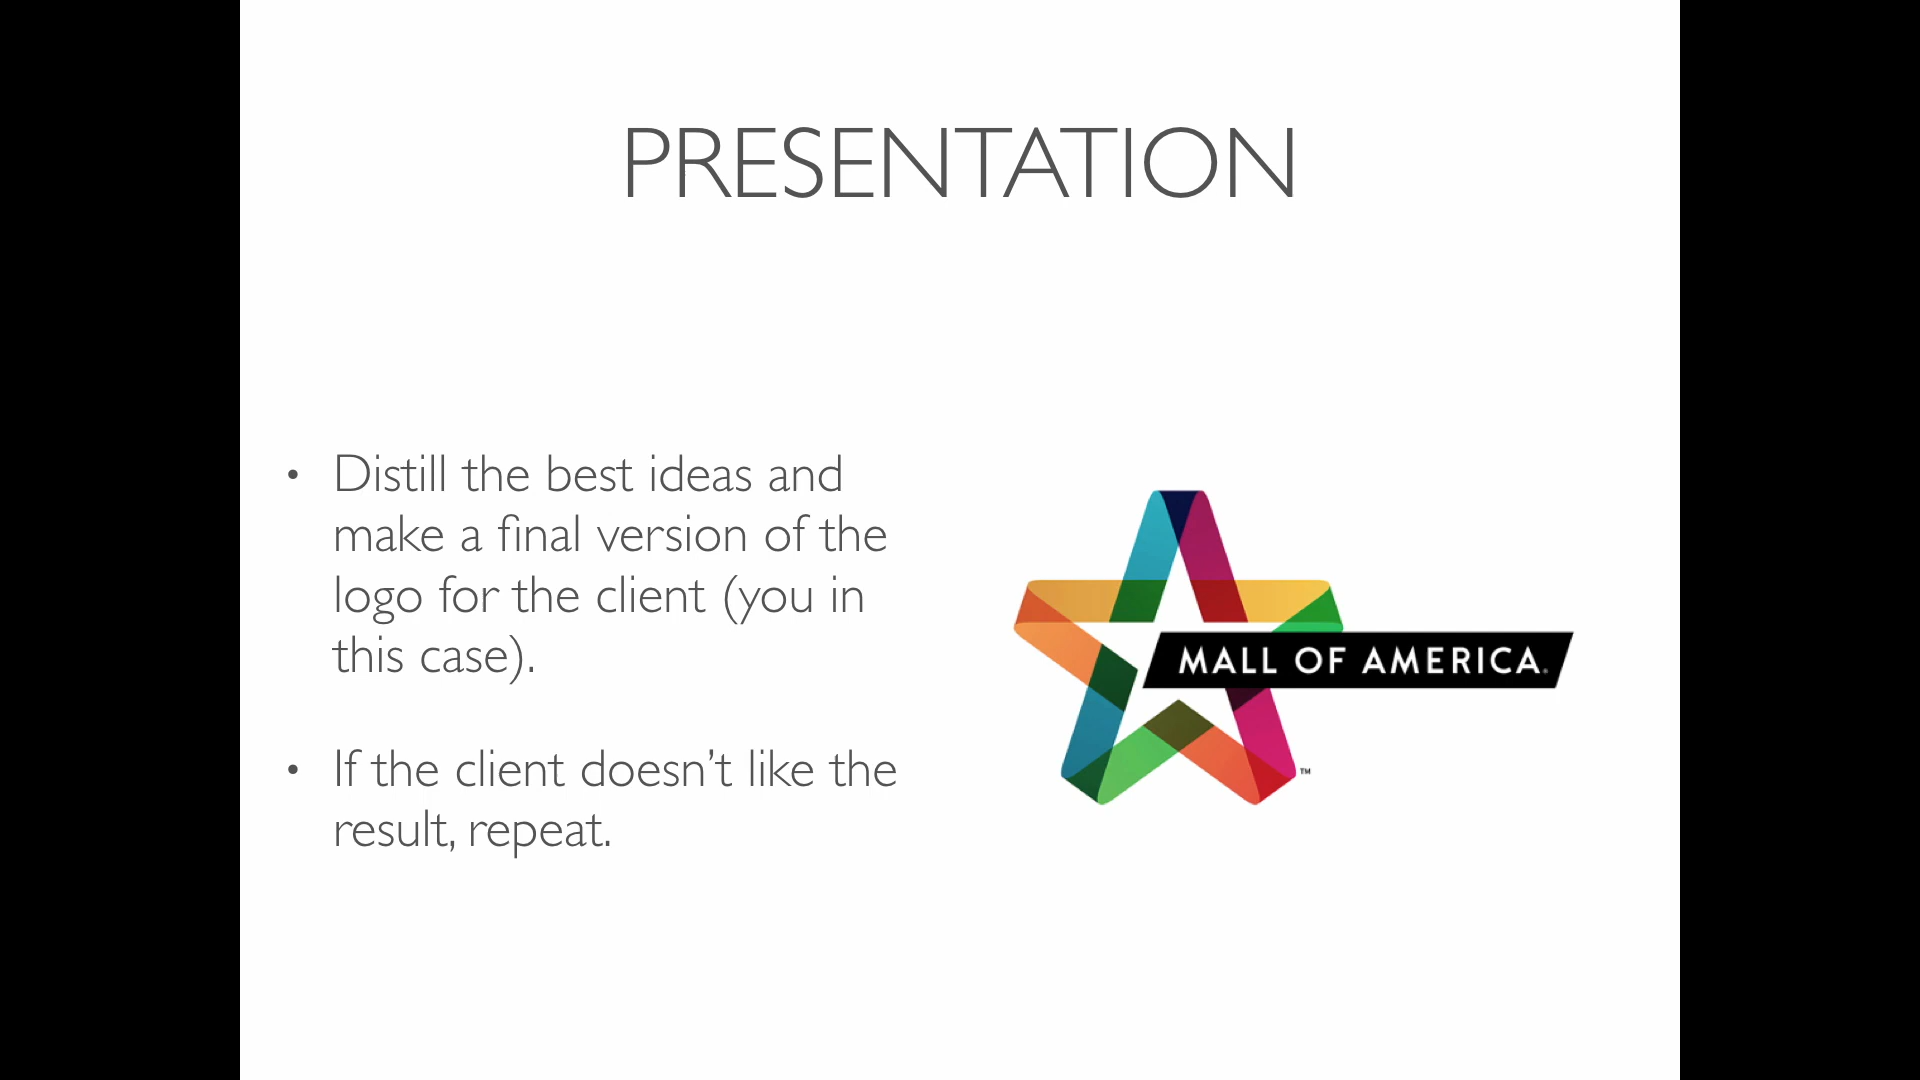 PRESENTATION
• Distill the best ideas and
make a final version of the
logo for the client (you in
this case).
• If the client doesn’t like the
result, repeat.
MALL OF AMERICA®
™